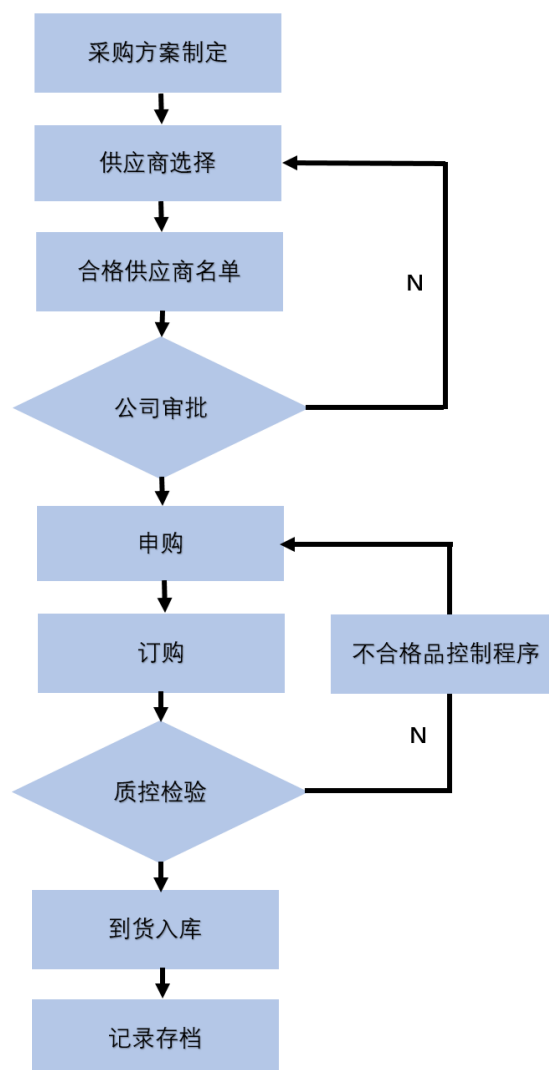 采购方案制定
供应商选择
合格供应商名单
N
公司审批
申购
订购
不合格品控制程序
N
质控检验
到货入库
记录存档